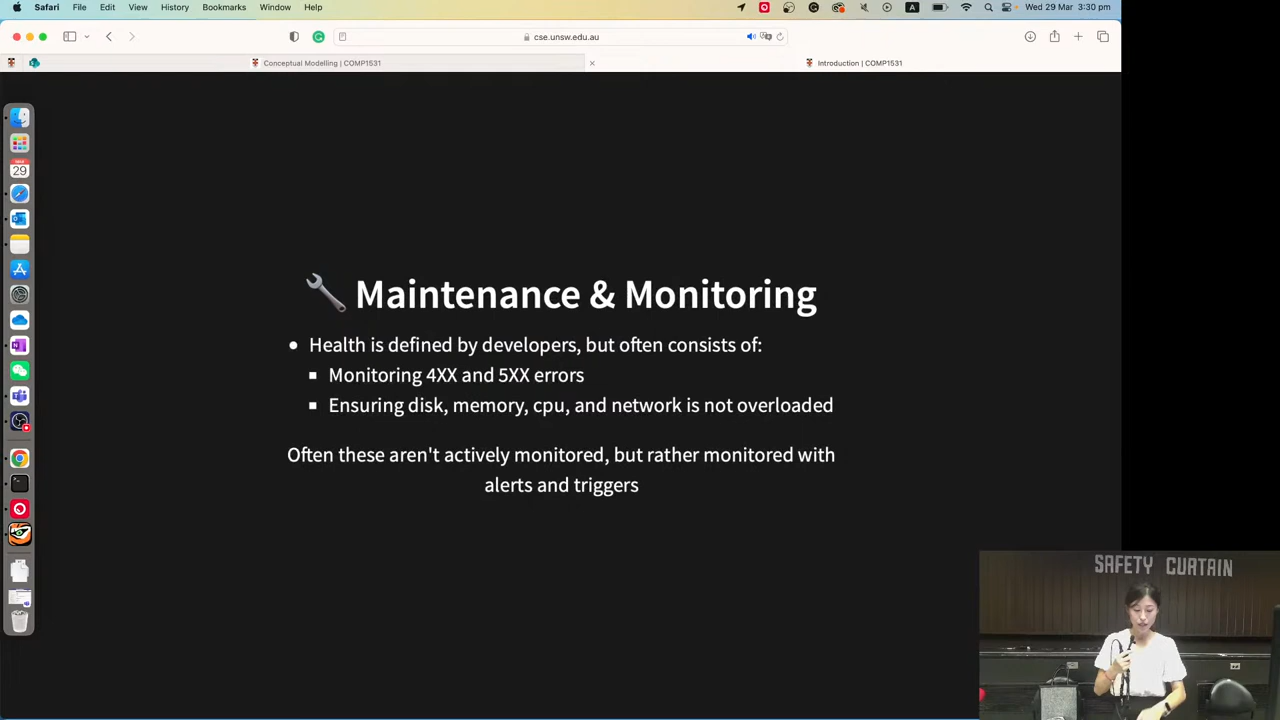 Safari File Edit View History Bookmarks Window Help
A
Wed 29 Mar 3:30 pm
cse.unsw.edu.au
Conceptual Modelling | COMP1531
Introduction | COMP1531
29
🔧 Maintenance & Monitoring
• Health is defined by developers, but often consists of:
▪ Monitoring 4XX and 5XX errors
▪ Ensuring disk, memory, cpu, and network is not overloaded
Often these aren't actively monitored, but rather monitored with
alerts and triggers
SAFETY CURTAIN